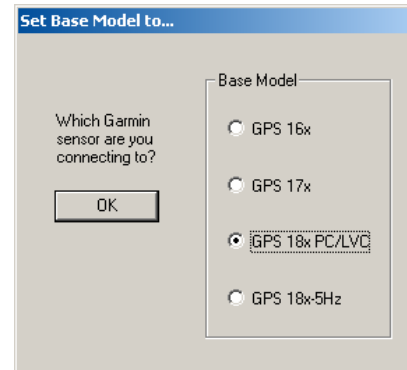 Set Base Model to...
Which Garmin
sensor are you
connecting to?
OK
Base Model
GPS 16x
GPS 17x
GPS 18x PC/LVC
GPS 18x-5Hz